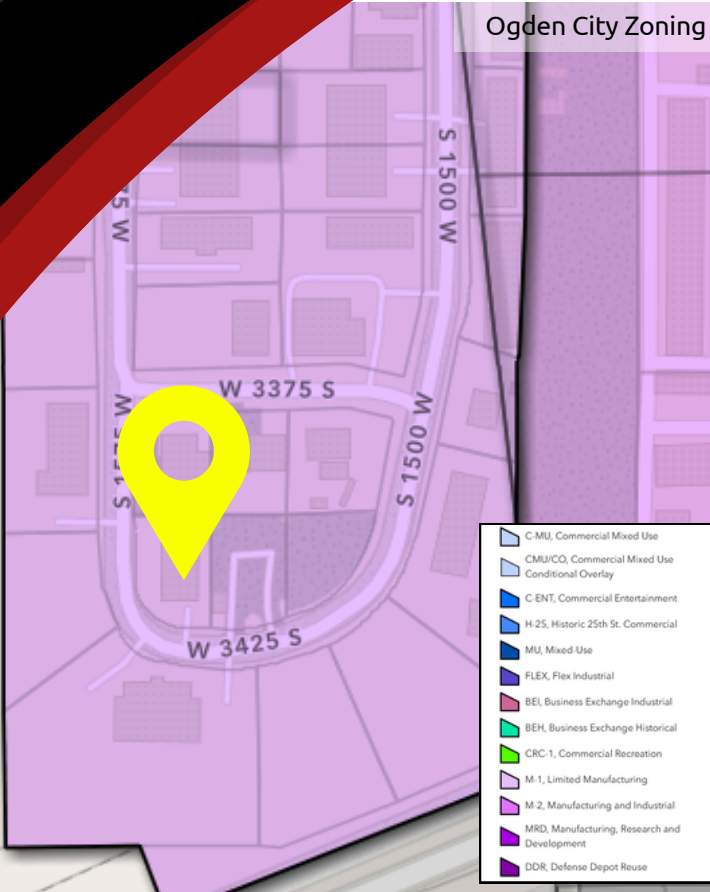 Ogden City Zoning
S 1500 W
75 W
W 3375 S
S 1575 W
S 1500 W
W 3425 S
C-MU, Commercial Mixed Use
CMU/CO, Commercial Mixed Use
Conditional Overlay
C-ENT, Commercial Entertainment
H-25, Historic 25th St. Commercial
MU, Mixed-Use
FLEX, Flex Industrial
BEI, Business Exchange Industrial
BEH, Business Exchange Historical
CRC-1, Commercial Recreation
M-1, Limited Manufacturing
M-2, Manufacturing and Industrial
MRD, Manufacturing, Research and
Development
DDR, Defense Depot Reuse